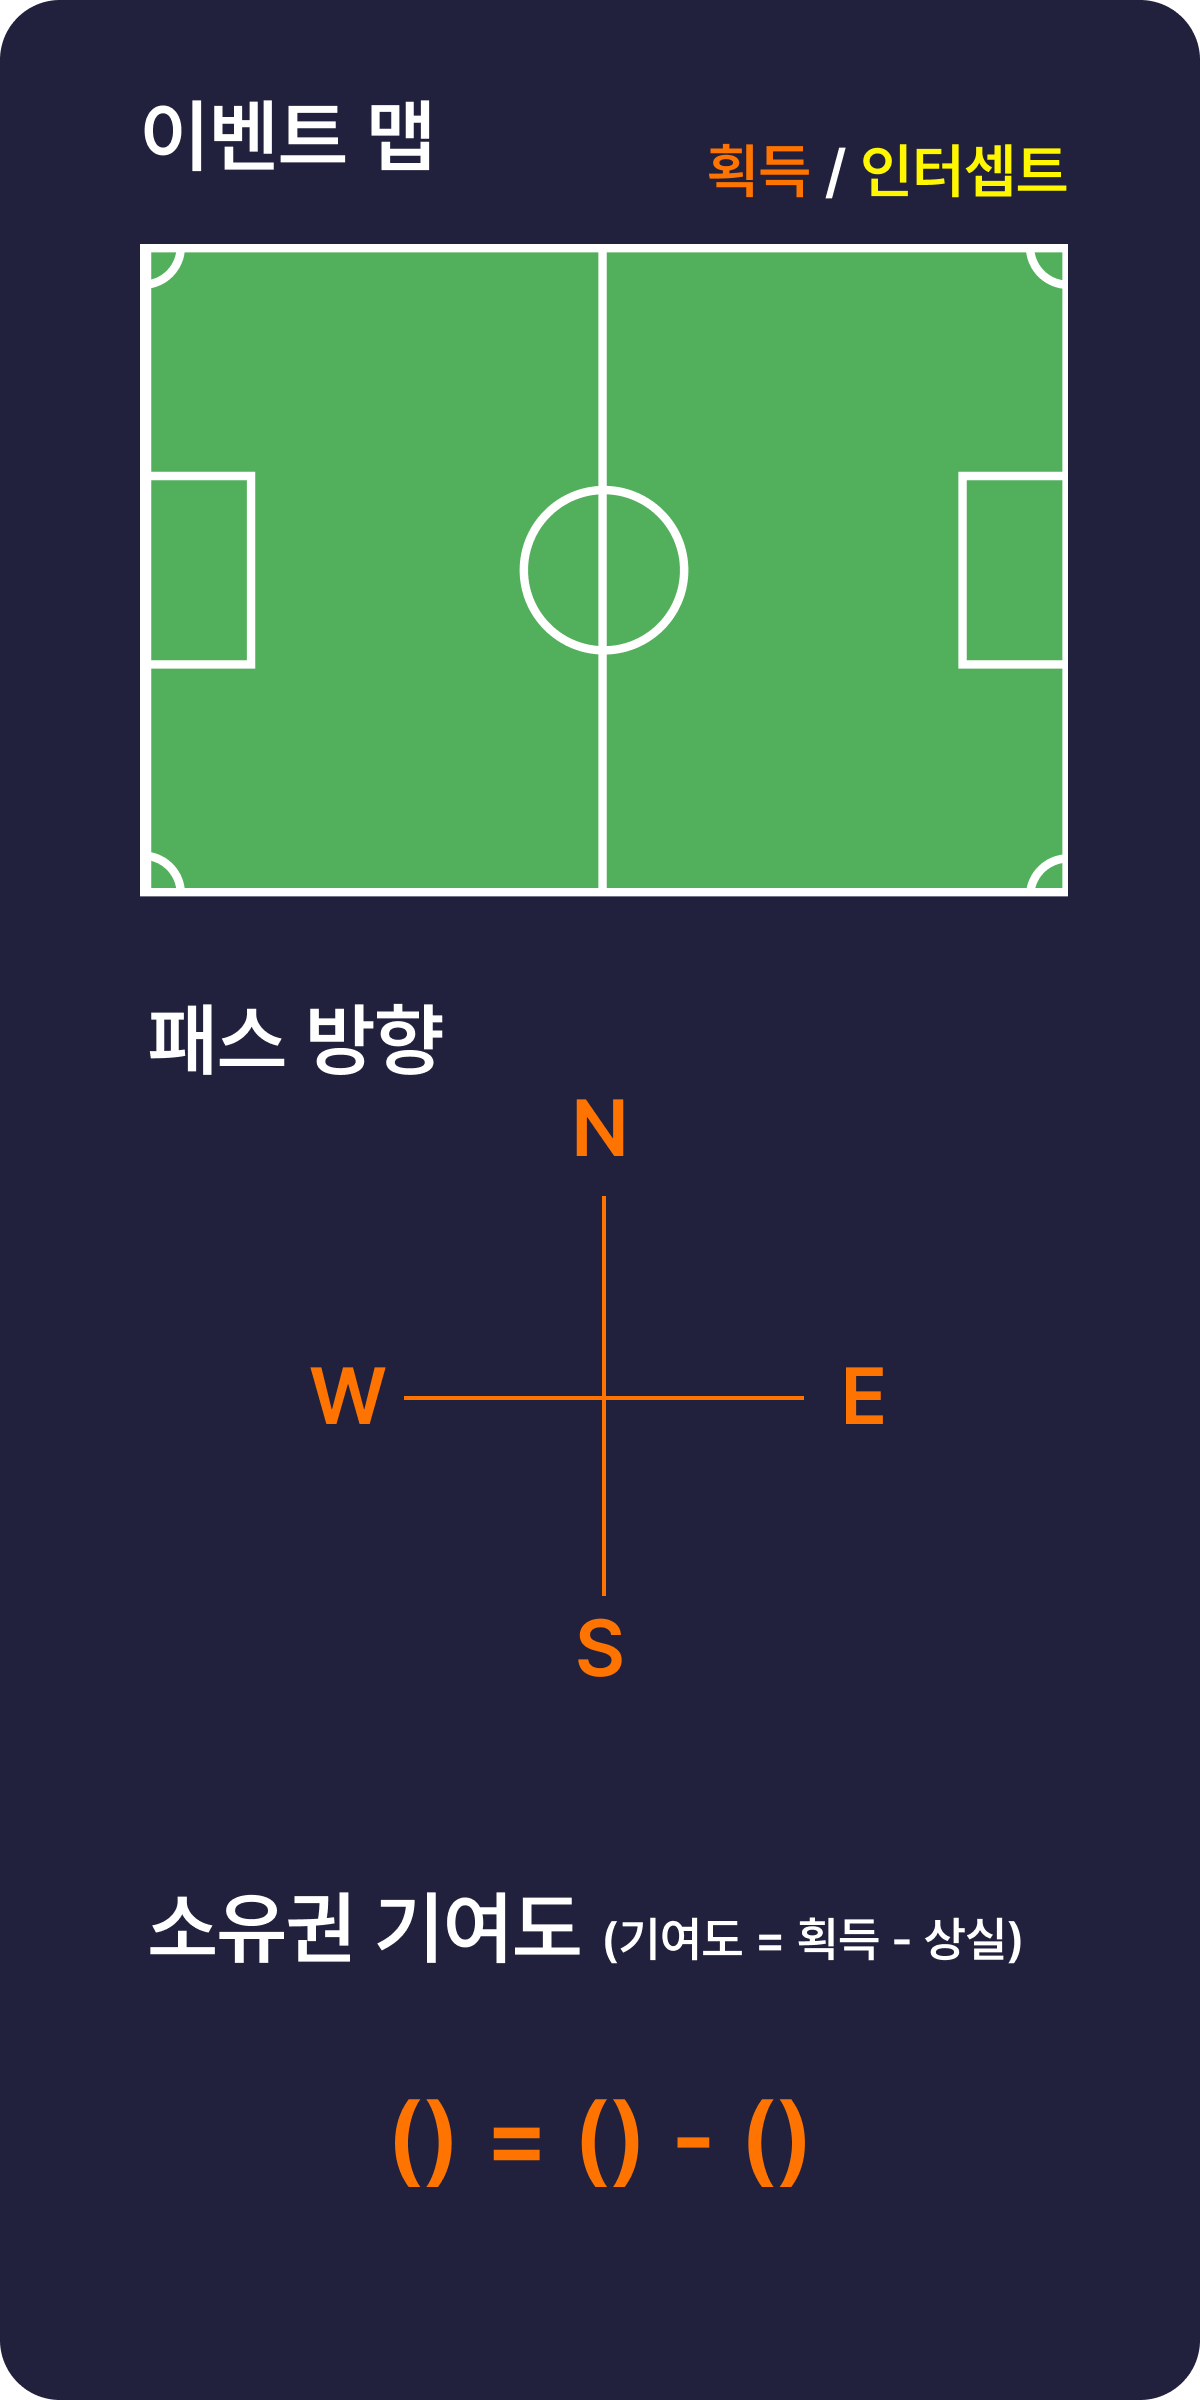 이벤트 맵
획득 / 인터셉트
패스 방향
N
W E
S
소유권 기여도 (기여도 = 획득 - 상실)
() = () - ()